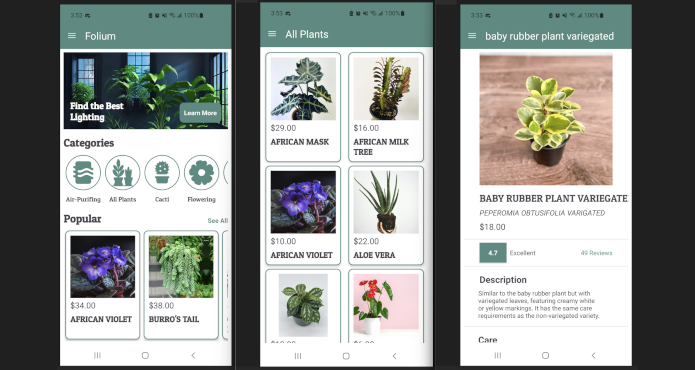 3:52
100%
Folium
Find the Best
Lighting
Learn More
Categories
Air-Purifing
All Plants
Cacti
Flowering
Popular
See All
$34.00
AFRICAN VIOLET
$38.00
BURRO'S TAIL
3:53
100%
All Plants
$29.00
AFRICAN MASK
$16.00
AFRICAN MILK
TREE
$10.00
AFRICAN VIOLET
$22.00
ALOE VERA
3:53
100%
baby rubber plant variegated
BABY RUBBER PLANT VARIEGATE
PEPEROMIA OBTUSIFOLIA VARIGATED
$18.00
4.7
Excellent
49 Reviews
Description
Similar to the baby rubber plant but with
variegated leaves, featuring creamy white
or yellow markings. It has the same care
requirements as the non-variegated variety.
Care